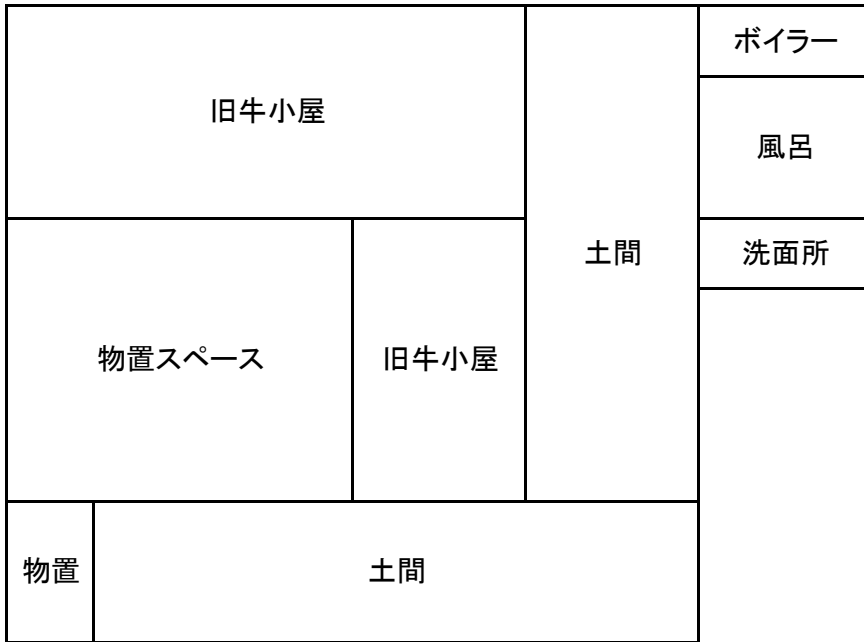 ボイラー
旧牛小屋
風呂
土間
洗面所
物置スペース
旧牛小屋
物置
土間